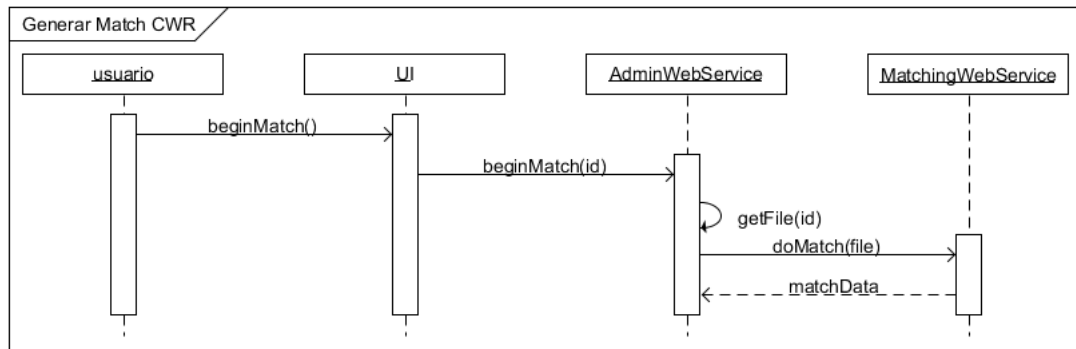 Generar Match CWR
usuario
UI
AdminWebService
MatchingWebService
beginMatch()
beginMatch(id)
getFile(id)
doMatch(file)
matchData